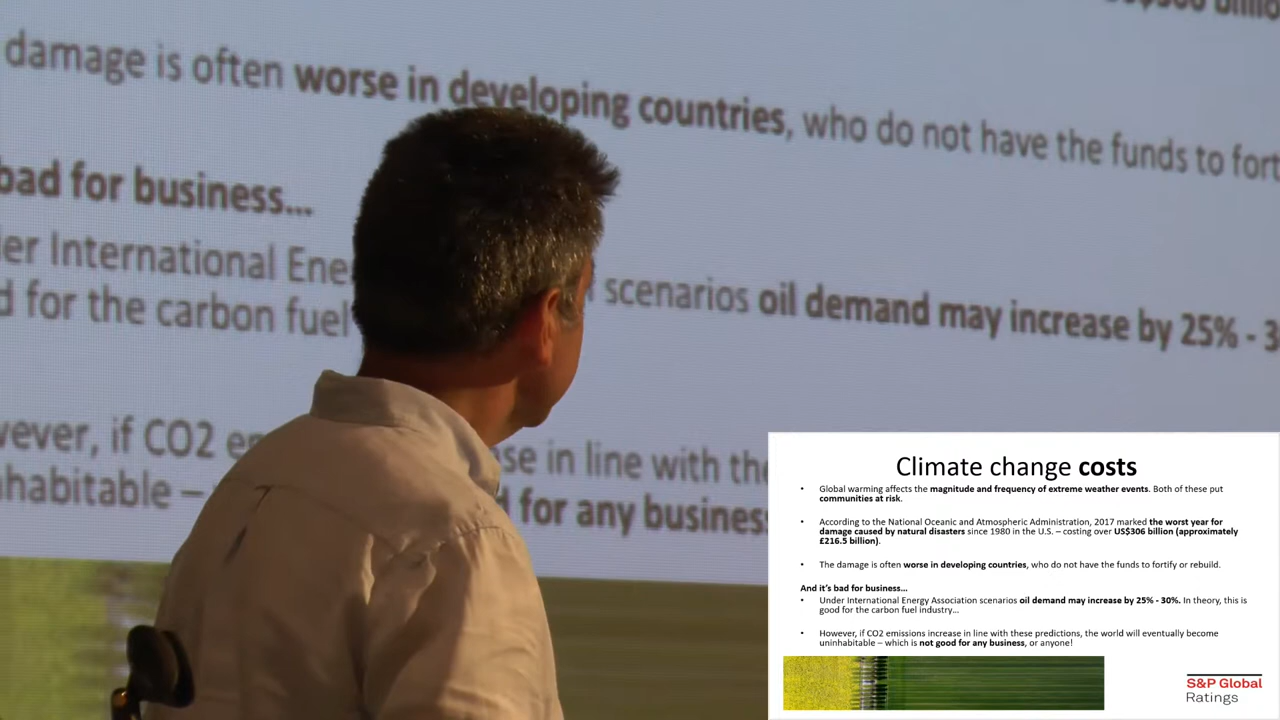 billio
damage is often worse in developing countries, who do not have the funds to fort
bad for business...
er International Ene scenarios oil demand may increase by 25% - 3
d for the carbon fuel
wever, if CO2 e se in line with the
nhabitable – d for any business
Climate change costs
• Global warming affects the magnitude and frequency of extreme weather events. Both of these put
communities at risk.
• According to the National Oceanic and Atmospheric Administration, 2017 marked the worst year for
damage caused by natural disasters since 1980 in the U.S. – costing over US$306 billion (approximately
£216.5 billion).
• The damage is often worse in developing countries, who do not have the funds to fortify or rebuild.
And it's bad for business...
• Under International Energy Association scenarios oil demand may increase by 25% - 30%. In theory, this is
good for the carbon fuel industry...
• However, if CO2 emissions increase in line with these predictions, the world will eventually become
uninhabitable – which is not good for any business, or anyone!
S&P Global
Ratings